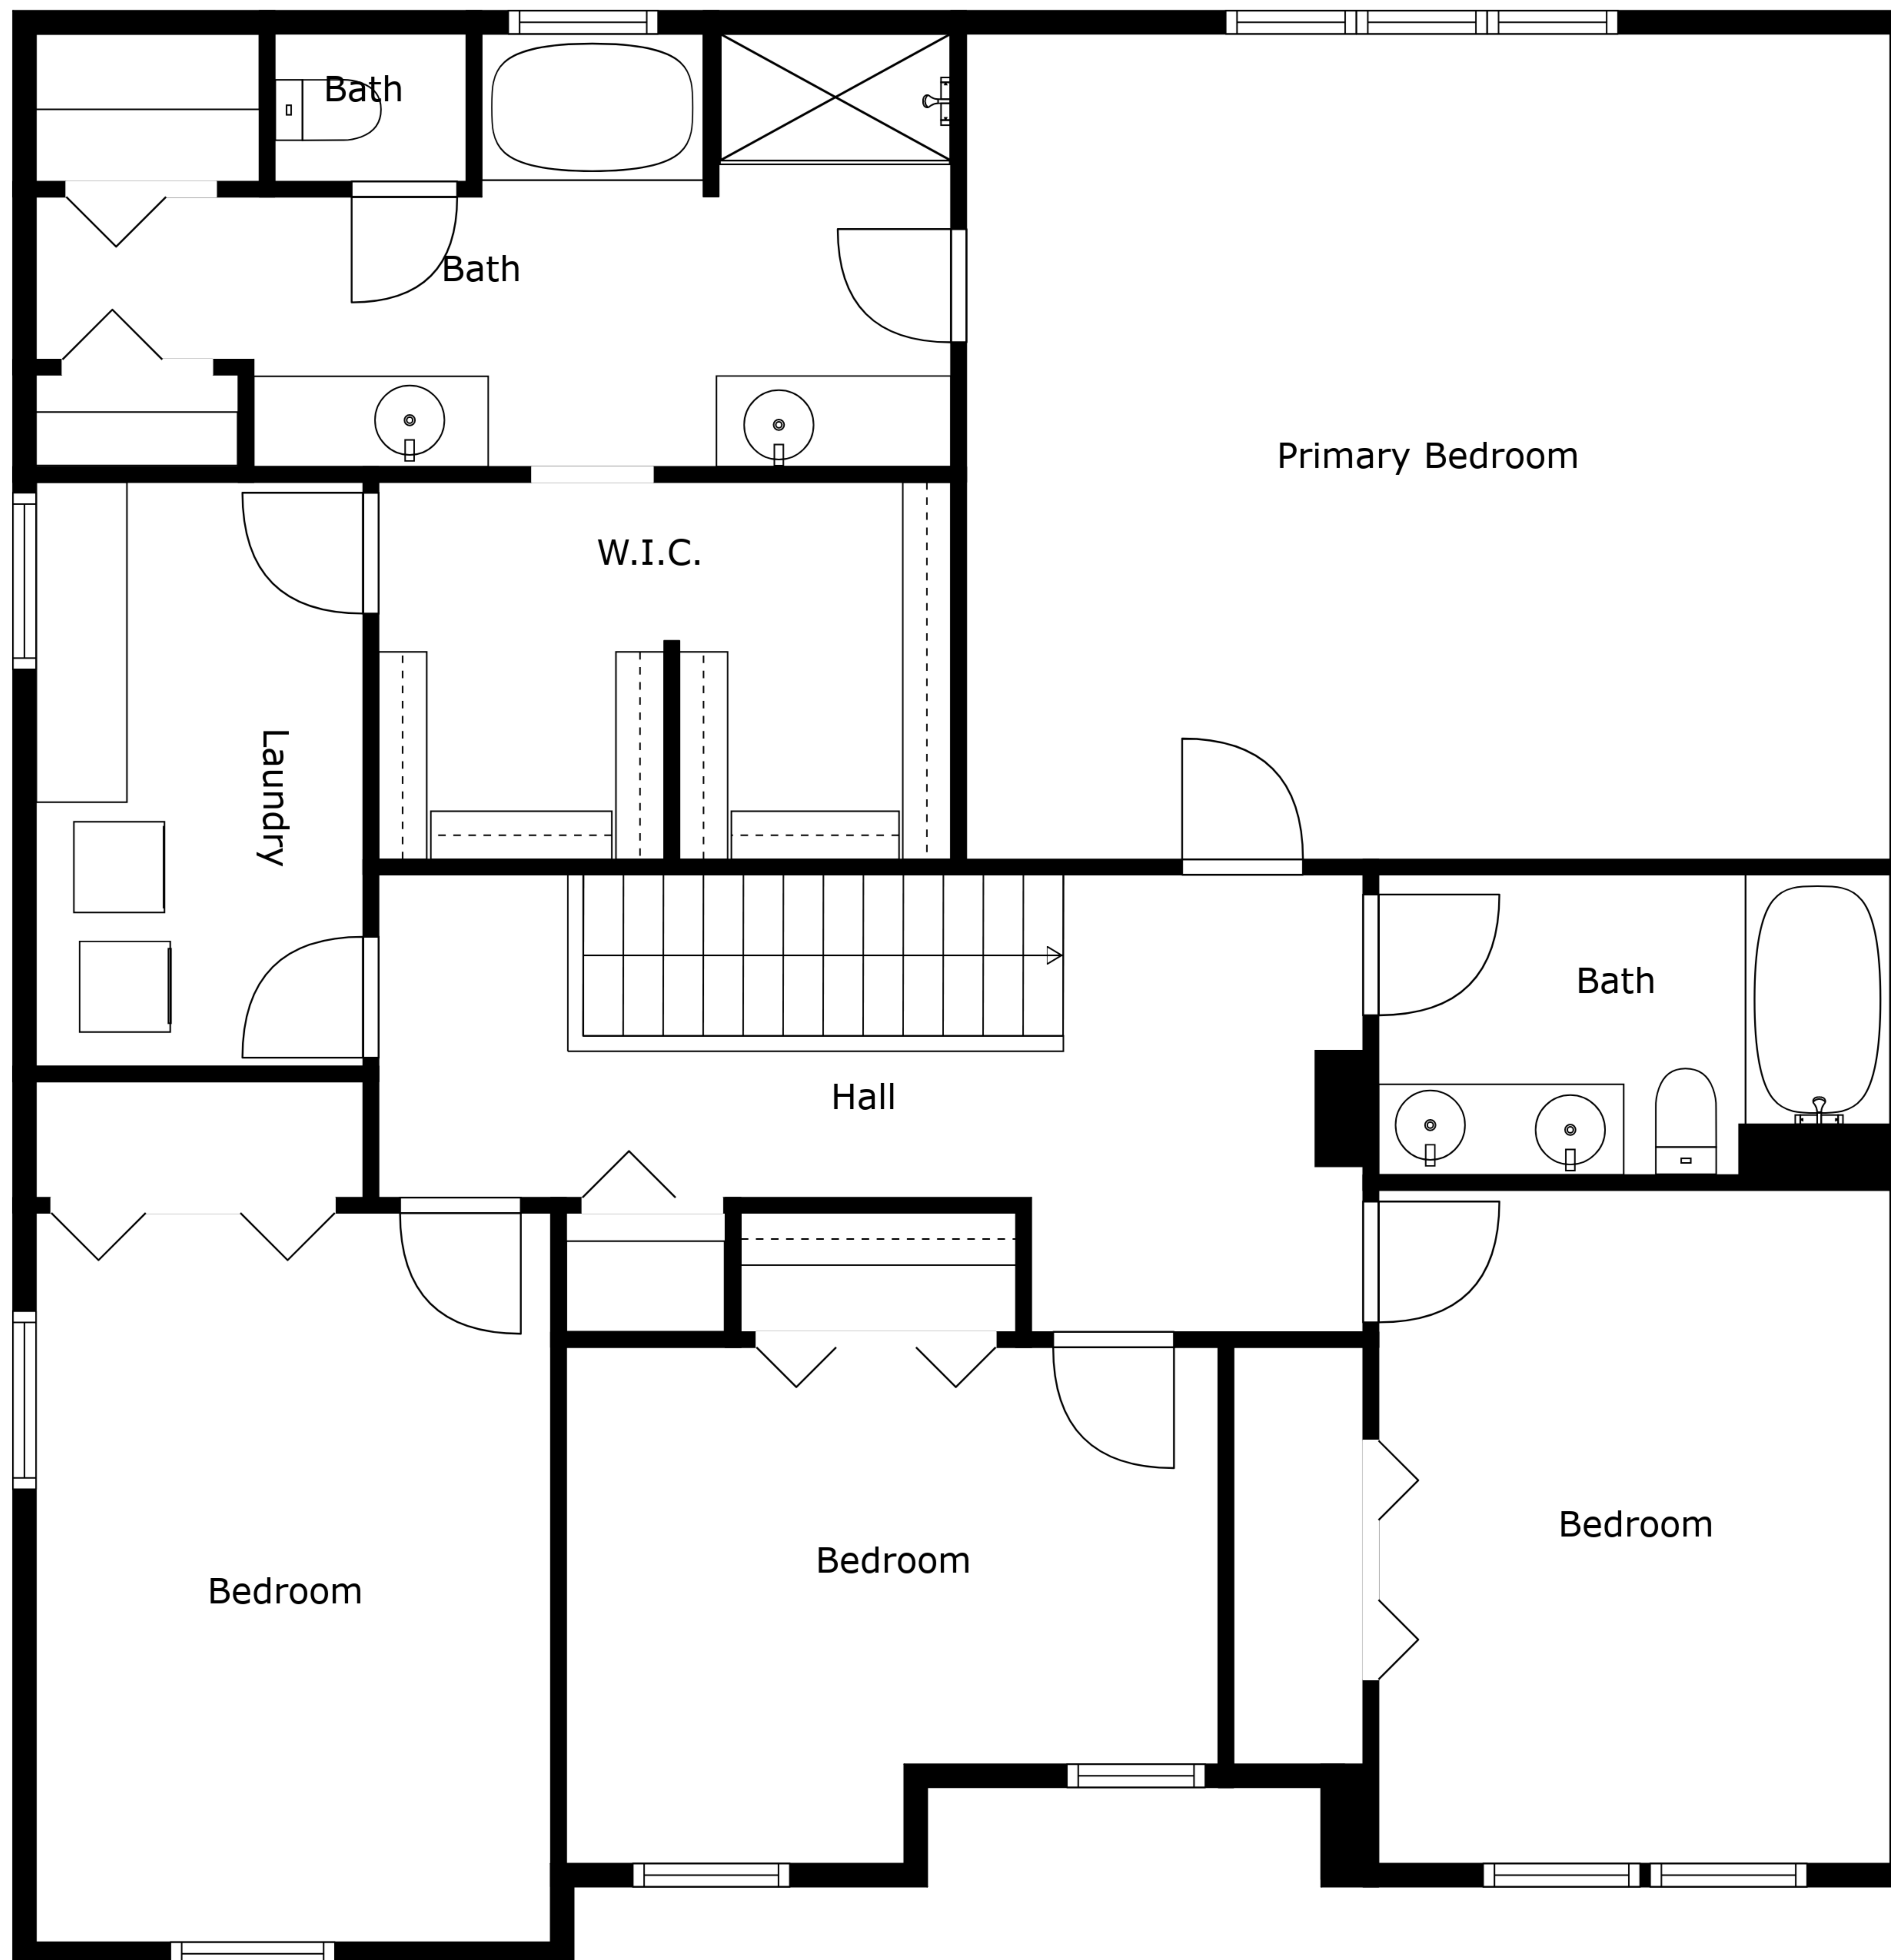 Bath
Bath
Primary Bedroom
W.I.C.
Laundry
Bath
Hall
Bedroom
Bedroom
Bedroom